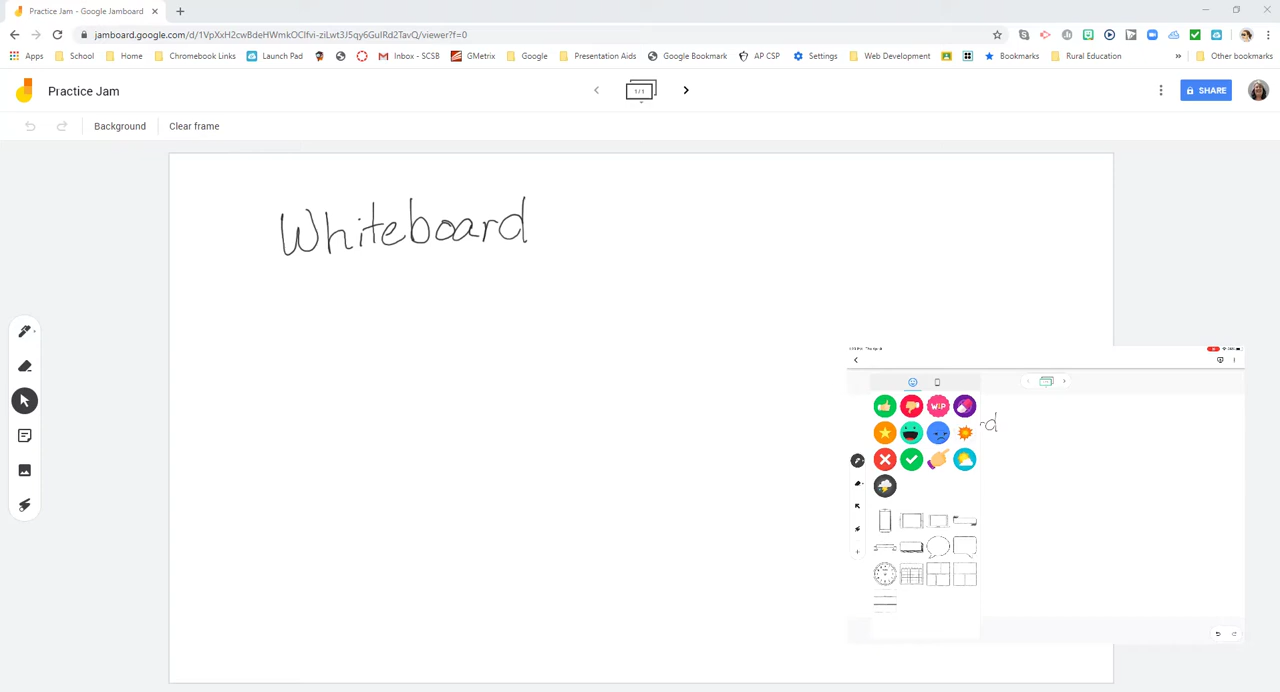 Practice Jam - Google Jamboard
jamboard.google.com/d/1VpXxH2cwBdeHWmkOClfvi-ziLwt3J5qy6GuIRd2TavQ/viewer?f=0
Apps School Home Chromebook Links Launch Pad Inbox - SCSB GMetrix Google Presentation Aids Google Bookmark AP CSP Settings Web Development Bookmarks Rural Education » Other bookmarks
Practice Jam 1/1 SHARE
Background Clear frame
Whiteboard
WIP
rd